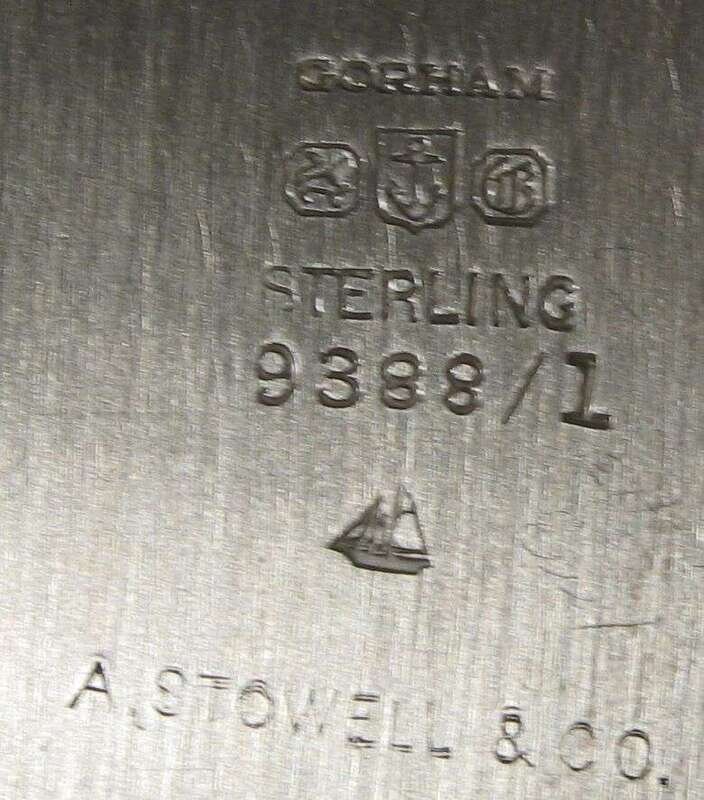 GORHAM
STERLING
9388/1
A. STOWELL & CO.